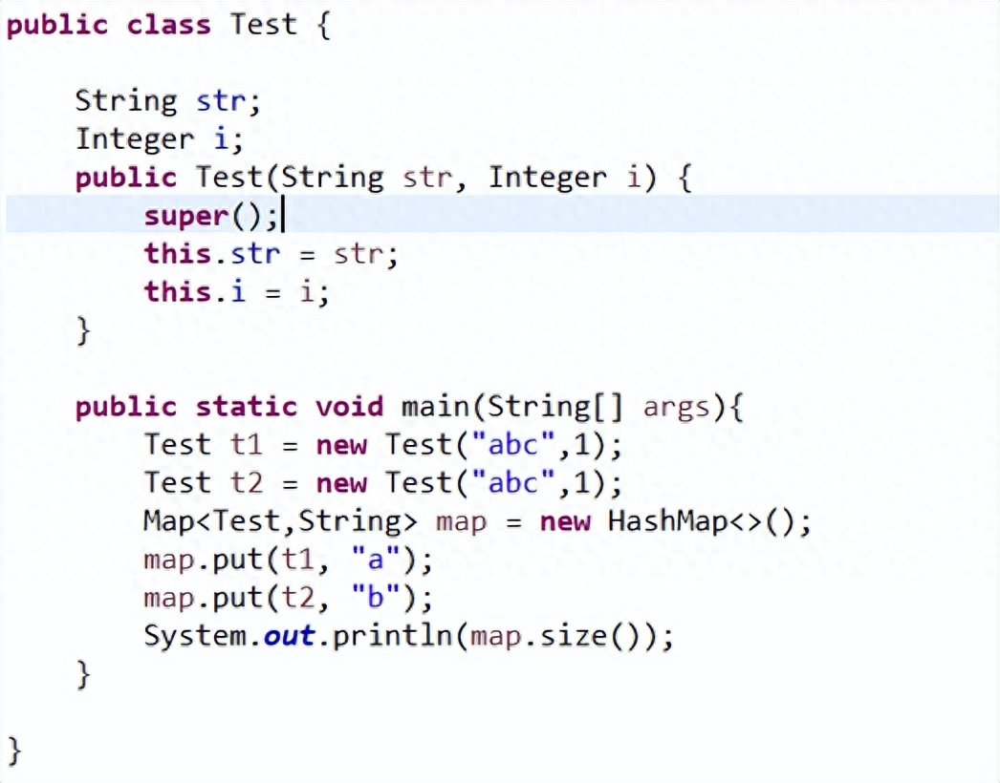 public class Test {
String str;
Integer i;
public Test(String str, Integer i) {
super();
this.str = str;
this.i = i;
}
public static void main(String[] args){
Test t1 = new Test("abc",1);
Test t2 = new Test("abc",1);
Map<Test,String> map = new HashMap<>();
map.put(t1, "a");
map.put(t2, "b");
System.out.println(map.size());
}
}